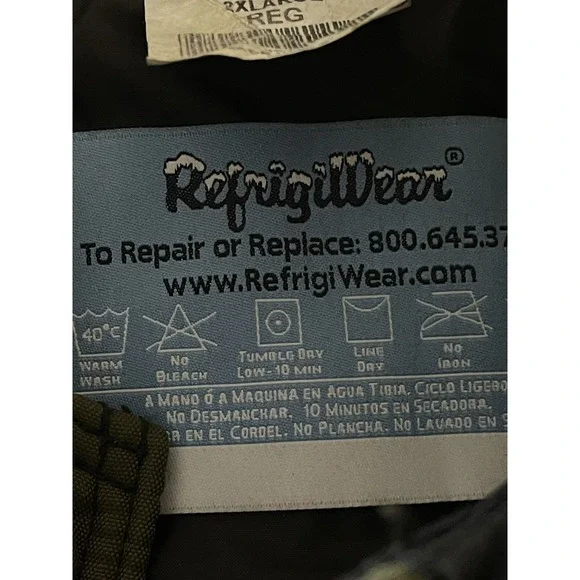 REG
RefrigiWear®
To Repair or Replace: 800.645.37
www.RefrigiWear.com
40°C
WARM WASH
NO BLEACH
TUMBLE DRY LOW-10 MIN
LINE DRY
NO IRON
A MANO Ó A MAQUINA EN AGUA TIBIA. CICLO LIGERO
NO DESMANCHAR. 10 MINUTOS EN SECADORA.
EN EL CORDEL. NO PLANCHA. NO LAVADO EN S